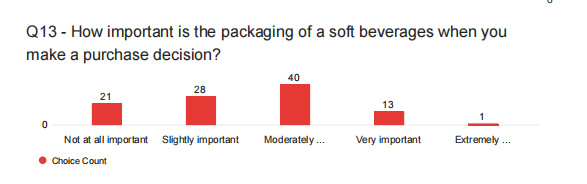 Q13 - How important is the packaging of a soft beverages when you
make a purchase decision?
40
28
21
13
1
0
Not at all important Slightly important Moderately ... Very important Extremely ...
Choice Count